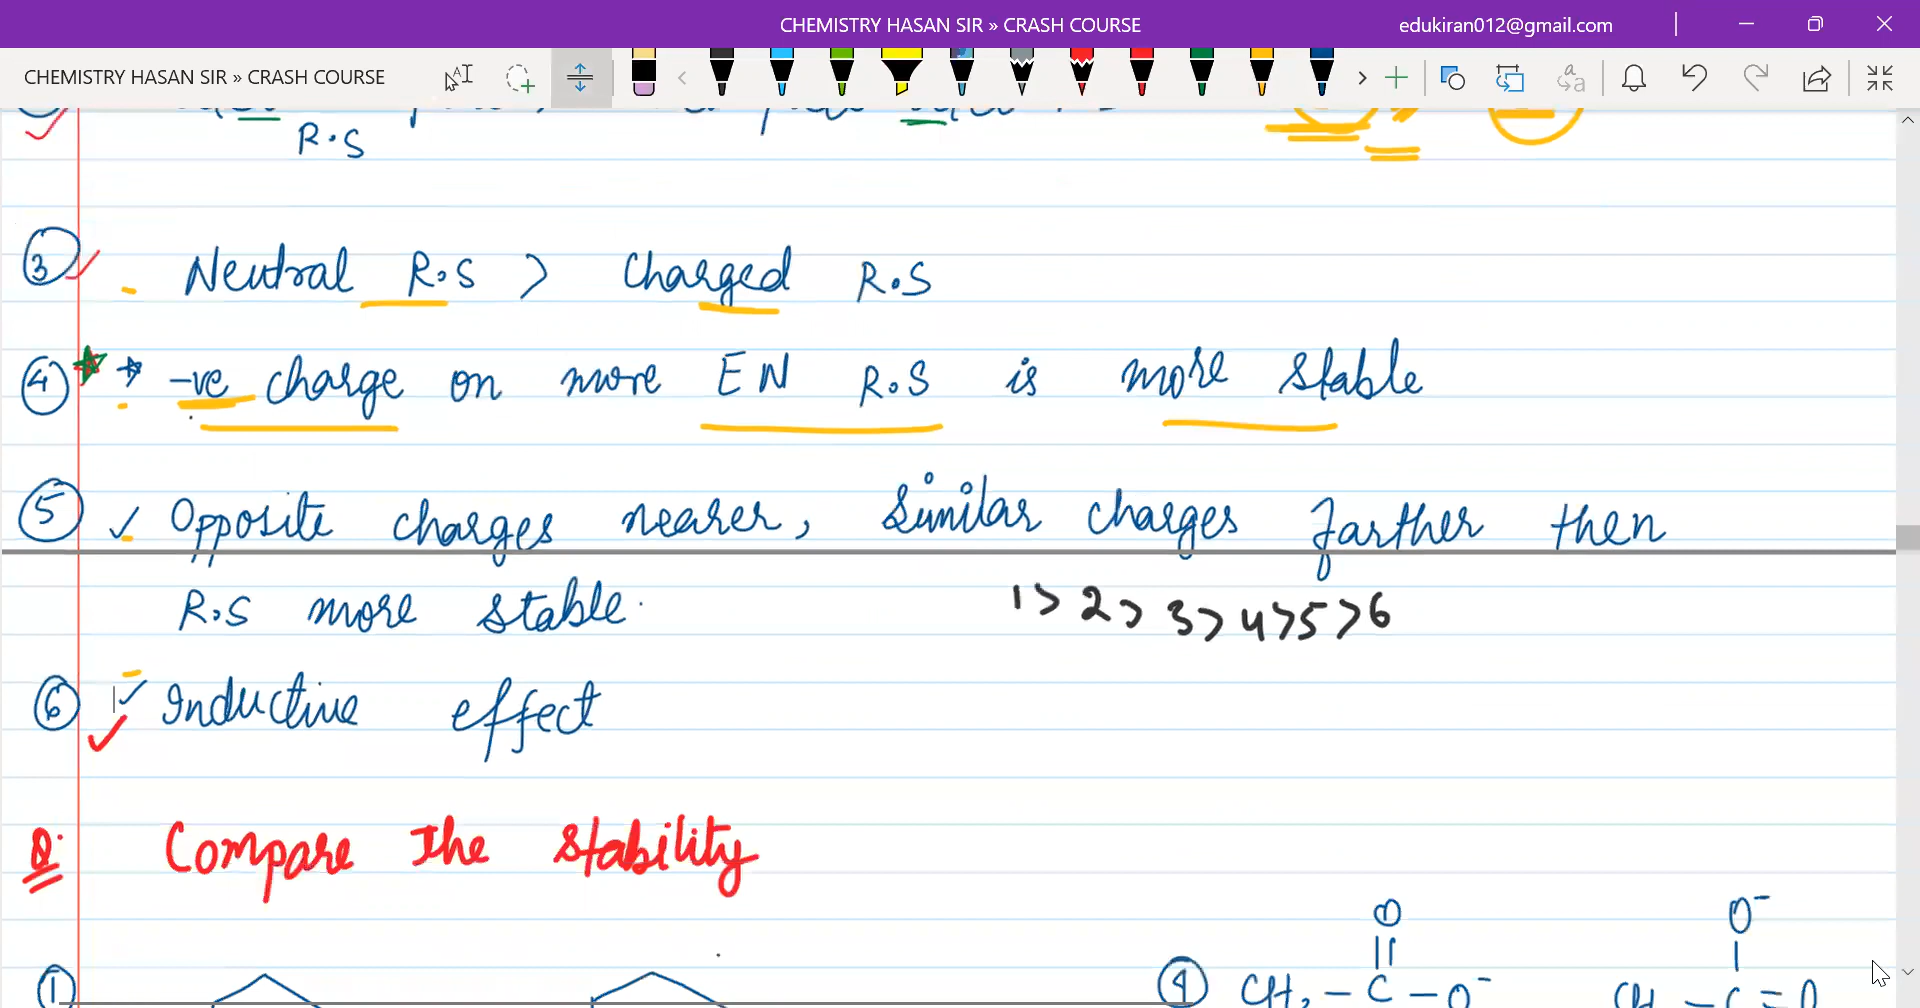 CHEMISTRY HASAN SIR » CRASH COURSE
edukiran012@gmail.com
CHEMISTRY HASAN SIR » CRASH COURSE
R.S
③ Neutral R.S > Charged R.S
④ -ve charge on more EN R.S is more stable
⑤ Opposite charges nearer, Similar charges farther then
R.S more stable.
1 > 2 > 3 > 4 > 5 > 6
⑥ Inductive effect
Q. Compare The Stability
O O⁻
|| |
① ④ CH₃ - C - O⁻ CH - C = O